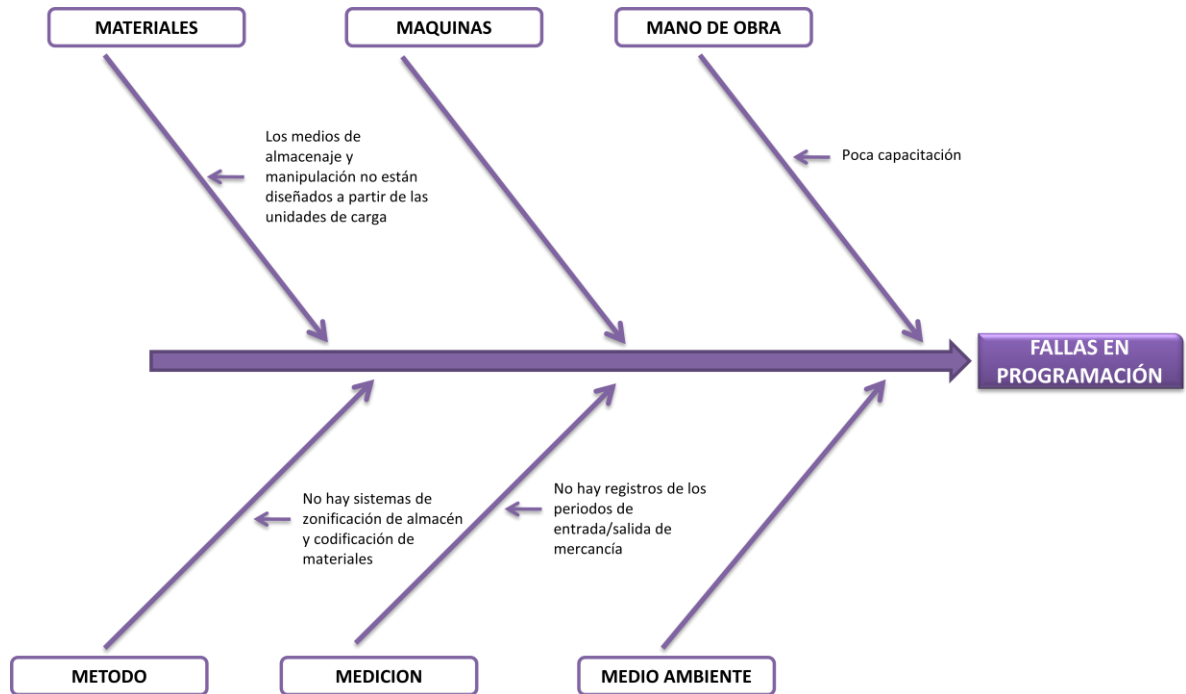 MATERIALES
MAQUINAS
MANO DE OBRA
Los medios de
almacenaje y
manipulación no están
diseñados a partir de las
unidades de carga
Poca capacitación
FALLAS EN
PROGRAMACIÓN
No hay sistemas de
zonificación de almacén
y codificación de
materiales
No hay registros de los
periodos de
entrada/salida de
mercancía
METODO
MEDICION
MEDIO AMBIENTE